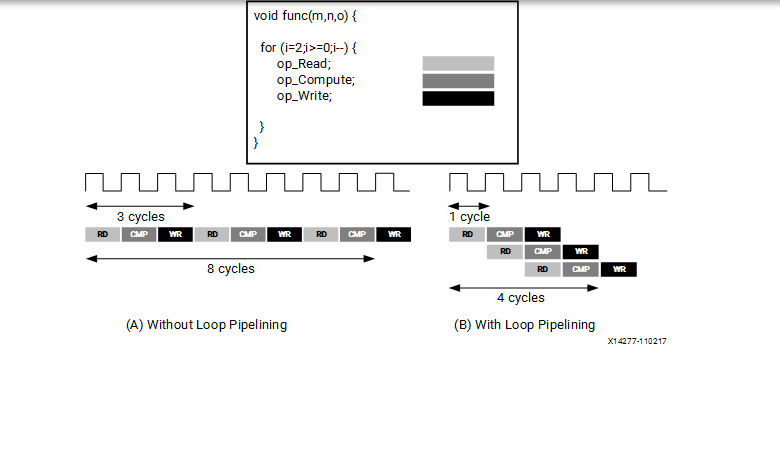 void func(m,n,o) {
for (i=2;i>=0;i--) {
op_Read;
op_Compute;
op_Write;
}
}
3 cycles
1 cycle
RD CMP WR RD CMP WR RD CMP WR
RD CMP WR
RD CMP WR
RD CMP WR
8 cycles
4 cycles
(A) Without Loop Pipelining
(B) With Loop Pipelining
X14277-110217